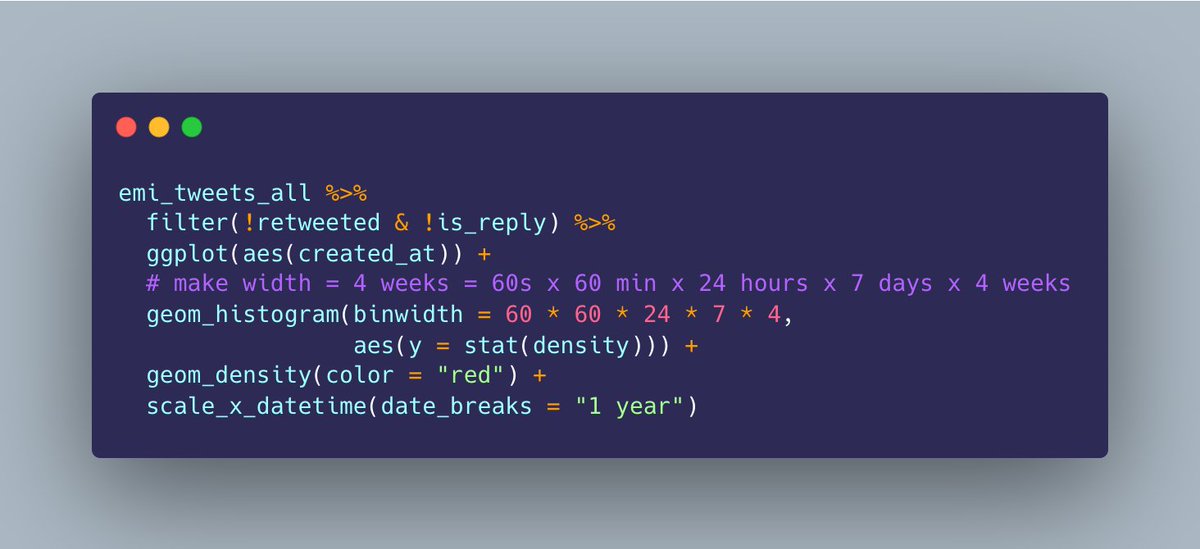 emi_tweets_all %>%
  filter(!retweeted & !is_reply) %>%
  ggplot(aes(created_at)) +
  # make width = 4 weeks = 60s x 60 min x 24 hours x 7 days x 4 weeks
  geom_histogram(binwidth = 60 * 60 * 24 * 7 * 4,
                 aes(y = stat(density))) +
  geom_density(color = "red") +
  scale_x_datetime(date_breaks = "1 year")